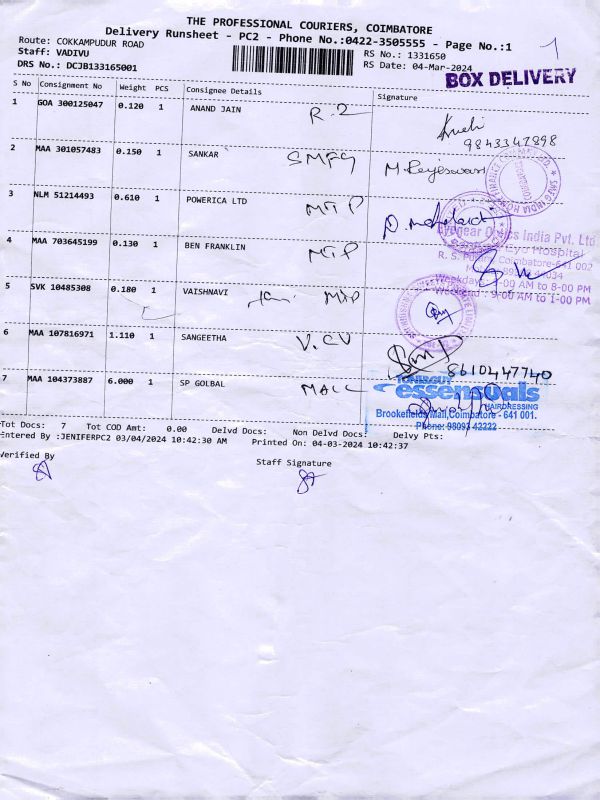 THE PROFESSIONAL COURIERS, COIMBATORE
Delivery Runsheet - PC2 - Phone No.:0422-3505555 - Page No.:1
1
Route: COKKAMPUDUR ROAD
RS No.: 1331650
Staff: VADIVU
RS Date: 04-Mar-2024
DRS No.: DCJB133165001
BOX DELIVERY
S No Consignment No Weight PCS Consignee Details Signature
1 GOA 300125047 0.120 1 ANAND JAIN R.2
9843347898
2 MAA 301057483 0.150 1 SANKAR SMFG
3 NLM 51214493 0.610 1 POWERICA LTD MTP
4 MAA 703645199 0.130 1 BEN FRANKLIN MTP
India Pvt. Ltd
Eye Hospital
Coimbatore-641 002
Weekday : 9:00 AM to 8-PM
Weekend : 9-00 AM to 1-00 PM
5 SVK 10485308 0.180 1 VAISHNAVI MTP
6 MAA 107816971 1.110 1 SANGEETHA V.CV
8610447740
7 MAA 104373887 6.000 1 SP GOLBAL MALL
essensuals
HAIRDRESSING
Brookefields Mall, Coimbatore - 641 001.
Phone: 98093 42222
Tot Docs: 7 Tot COD Amt: 0.00 Delvd Docs: Non Delvd Docs: Delvy Pts:
Entered By :JENIFERPC2 03/04/2024 10:42:30 AM Printed On: 04-03-2024 10:42:37
Verified By
Staff Signature